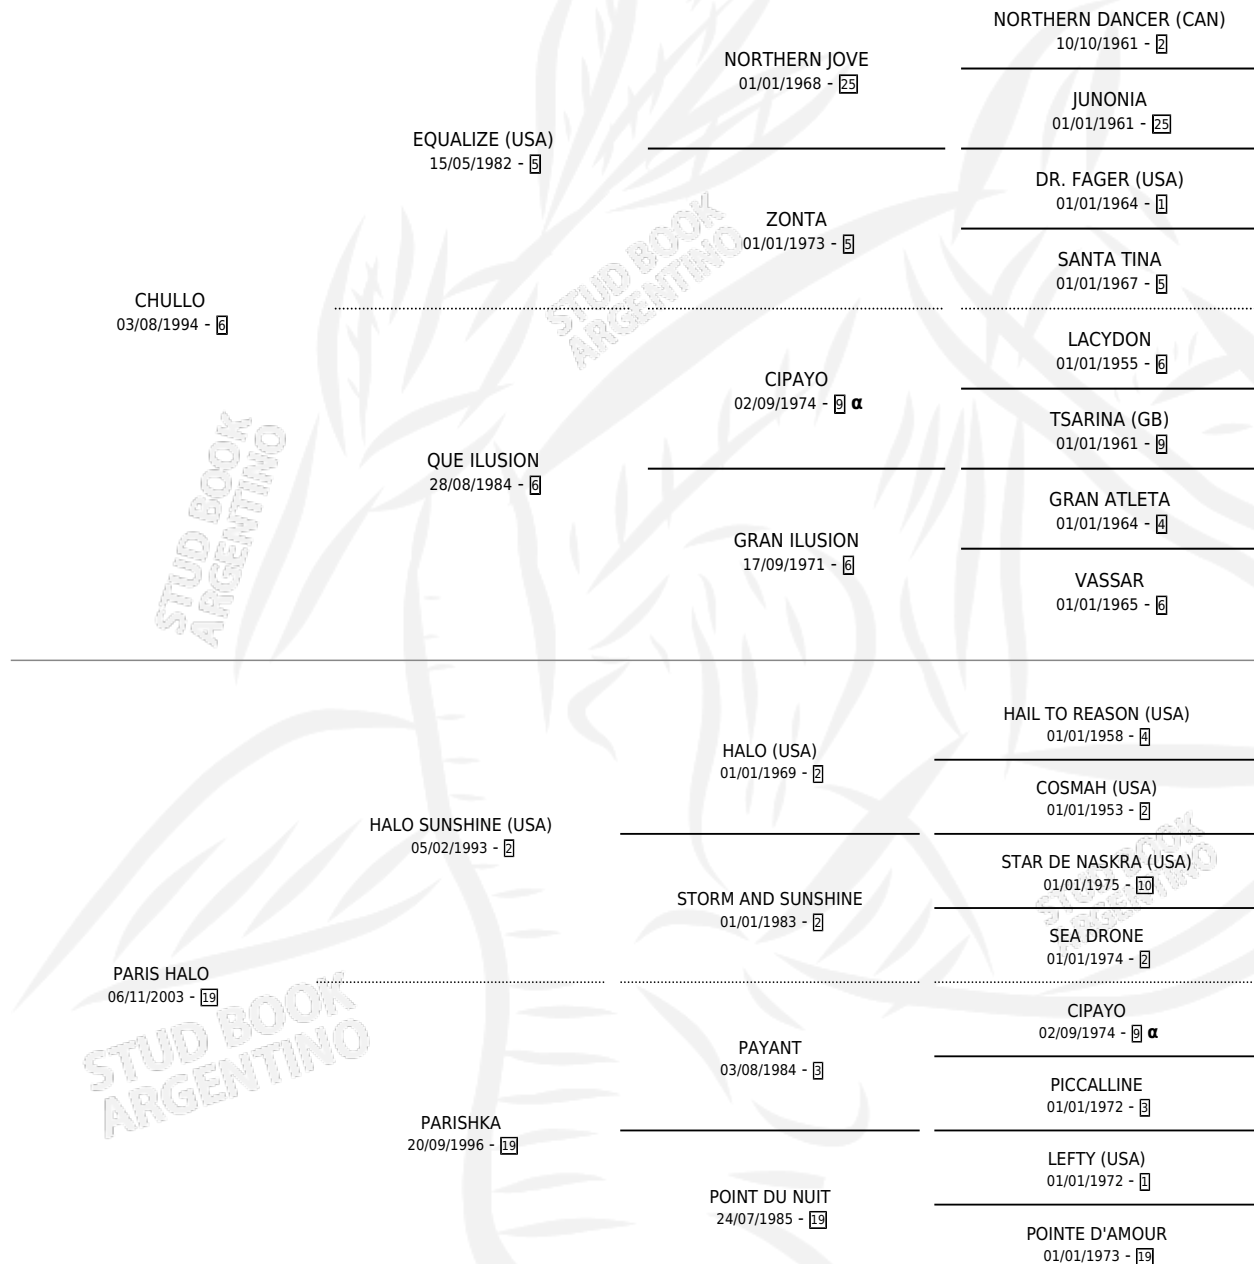 NORTHERN DANCER (CAN)
10/10/1961 - 2
NORTHERN JOVE
01/01/1968 - 25
JUNONIA
01/01/1961 - 25
EQUALIZE (USA)
15/05/1982 - 5
DR. FAGER (USA)
01/01/1964 - 1
ZONTA
01/01/1973 - 5
SANTA TINA
01/01/1967 - 5
CHULLO
03/08/1994 - 6
LACYDON
01/01/1955 - 6
CIPAYO
02/09/1974 - 9 α
TSARINA (GB)
01/01/1961 - 9
QUE ILUSION
28/08/1984 - 6
GRAN ATLETA
01/01/1964 - 4
GRAN ILUSION
17/09/1971 - 6
VASSAR
01/01/1965 - 6
HAIL TO REASON (USA)
01/01/1958 - 4
HALO (USA)
01/01/1969 - 2
COSMAH (USA)
01/01/1953 - 2
HALO SUNSHINE (USA)
05/02/1993 - 2
STAR DE NASKRA (USA)
01/01/1975 - 10
STORM AND SUNSHINE
01/01/1983 - 2
SEA DRONE
01/01/1974 - 2
PARIS HALO
06/11/2003 - 19
CIPAYO
02/09/1974 - 9 α
PAYANT
03/08/1984 - 3
PICCALLINE
01/01/1972 - 3
PARISHKA
20/09/1996 - 19
LEFTY (USA)
01/01/1972 - 1
POINT DU NUIT
24/07/1985 - 19
POINTE D'AMOUR
01/01/1973 - 19
STUD BOOK
ARGENTINO
STUD BOOK
ARGENTINO
STUD BOOK
ARGENTINO
STUD BOOK
ARGENTINO